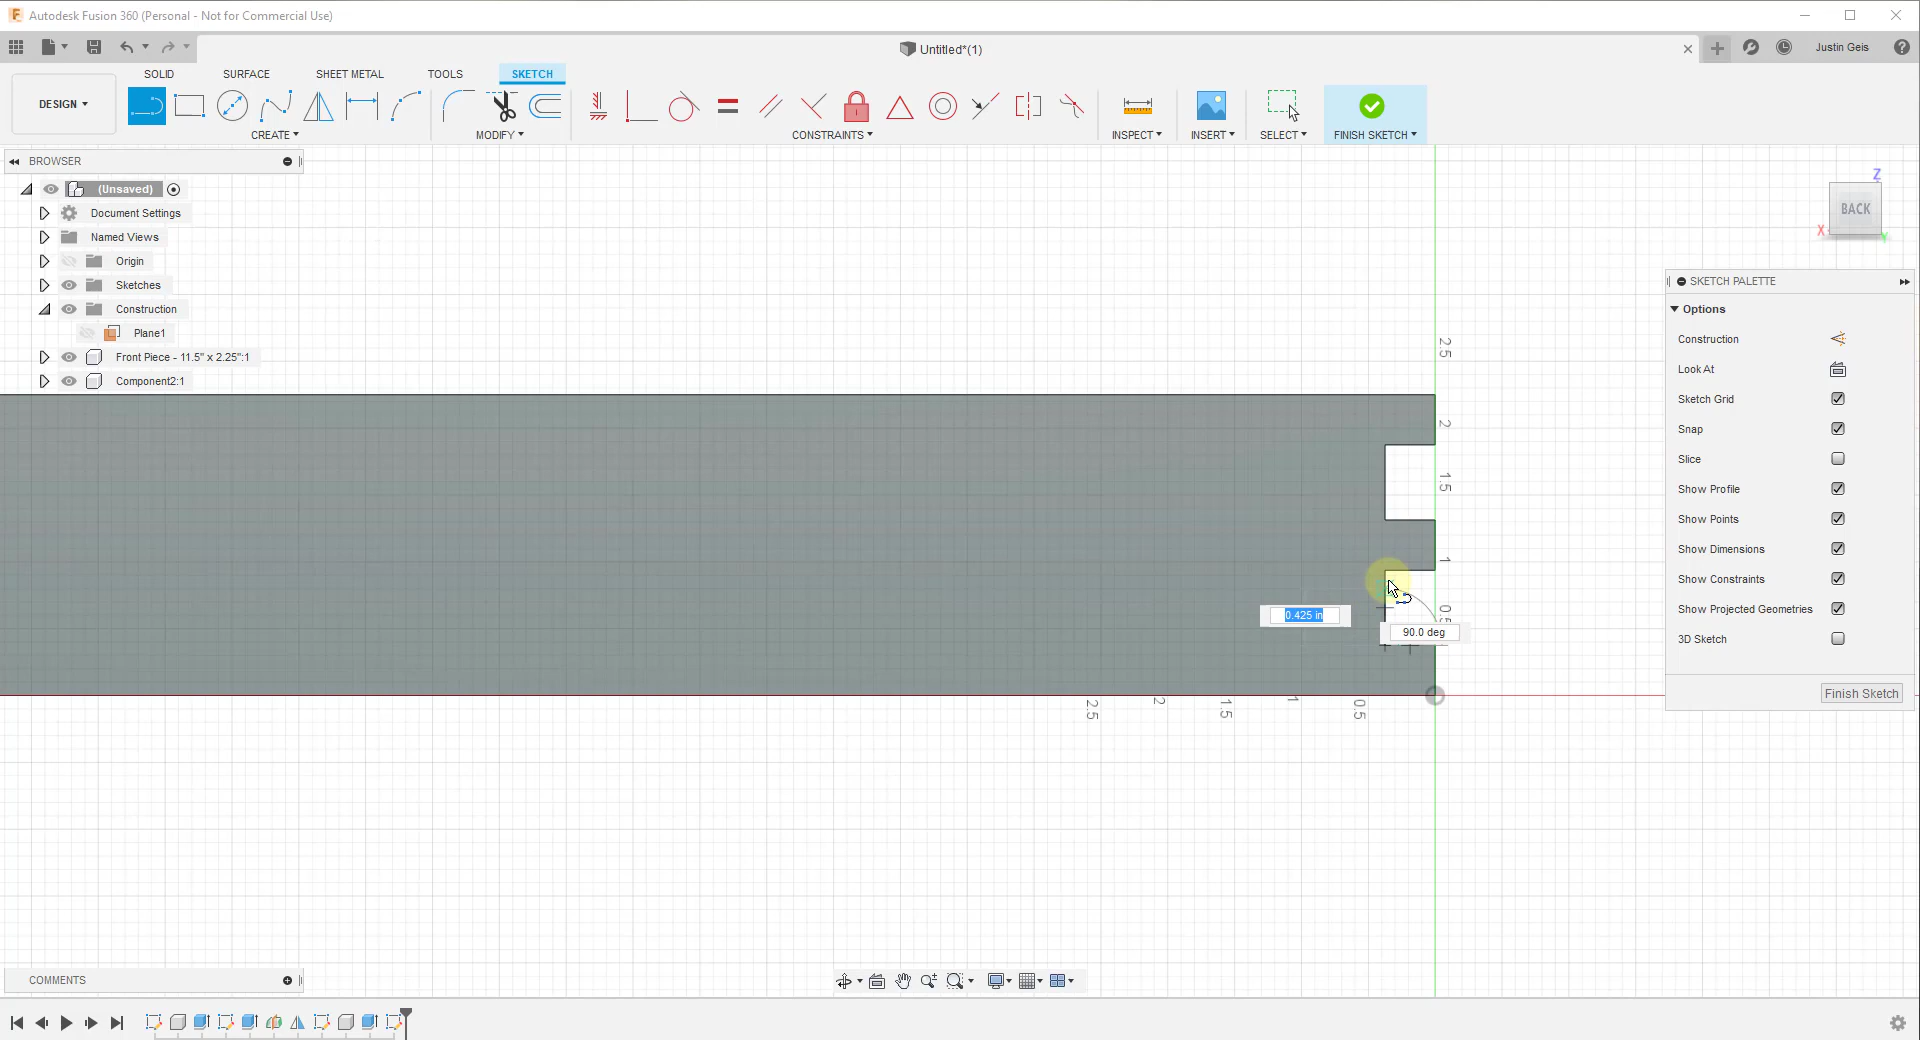 Autodesk Fusion 360 (Personal - Not for Commercial Use)
Untitled*(1)
Justin Geis
SOLID SURFACE SHEET METAL TOOLS SKETCH
DESIGN
CREATE MODIFY CONSTRAINTS INSPECT INSERT SELECT FINISH SKETCH
BROWSER
(Unsaved)
Document Settings
Named Views
Origin
Sketches
Construction
Plane1
Front Piece - 11.5" x 2.25":1
Component2:1
Z
BACK
X
Y
SKETCH PALETTE
Options
Construction
Look At
Sketch Grid
Snap
Slice
Show Profile
Show Points
Show Dimensions
Show Constraints
Show Projected Geometries
3D Sketch
Finish Sketch
2.5
2
1.5
1
0.5
0.425 in
90.0 deg
2.5 2 1.5 1 0.5
COMMENTS